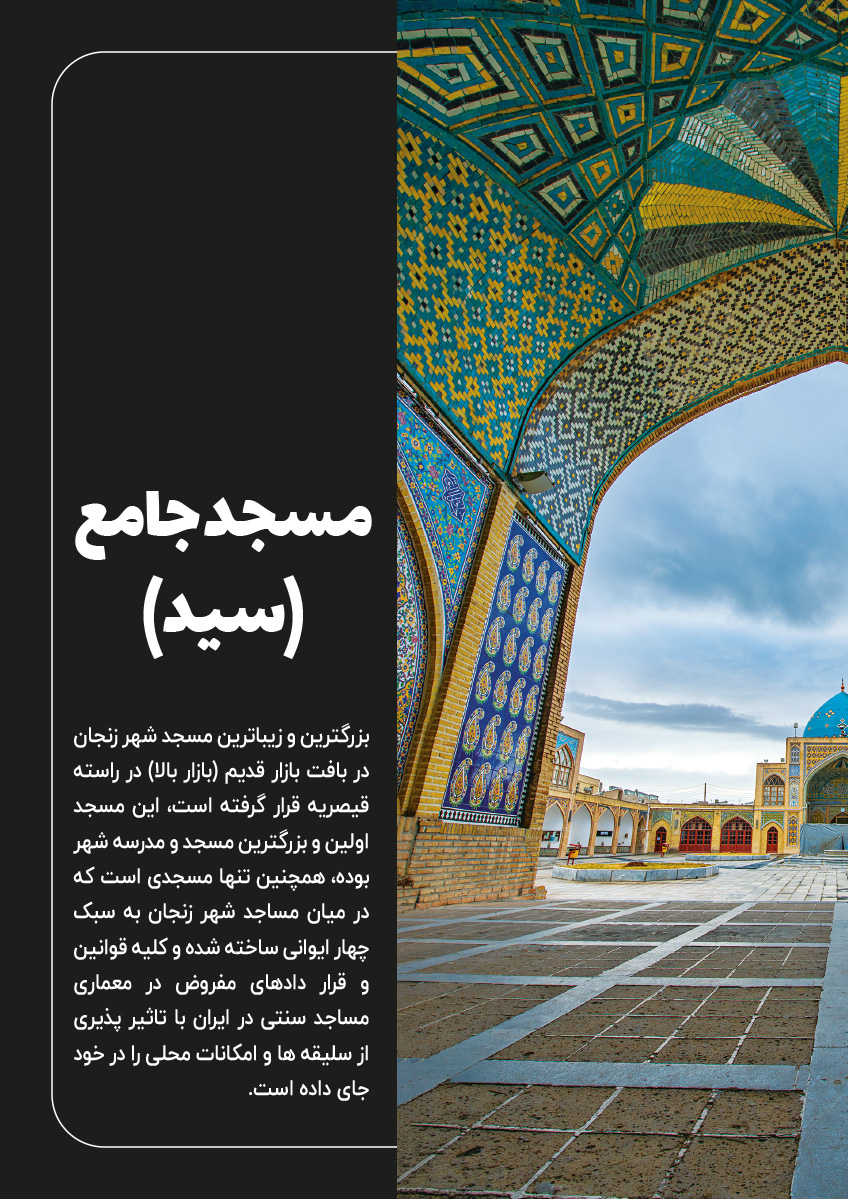 مسجدجامع
(سید)
بزرگترین و زیباترین مسجد شهر زنجان
در بافت بازار قدیم (بازار بالا) در راسته
قیصریه قرار گرفته است، این مسجد
اولین و بزرگترین مسجد و مدرسه شهر
بوده، همچنین تنها مسجدی است که
در میان مساجد شهر زنجان به سبک
چهار ایوانی ساخته شده و کلیه قوانین
و قرار دادهای مفروض در معماری
مساجد سنتی در ایران با تاثیر پذیری
از سلیقه ها و امکانات محلی را در خود
جای داده است.